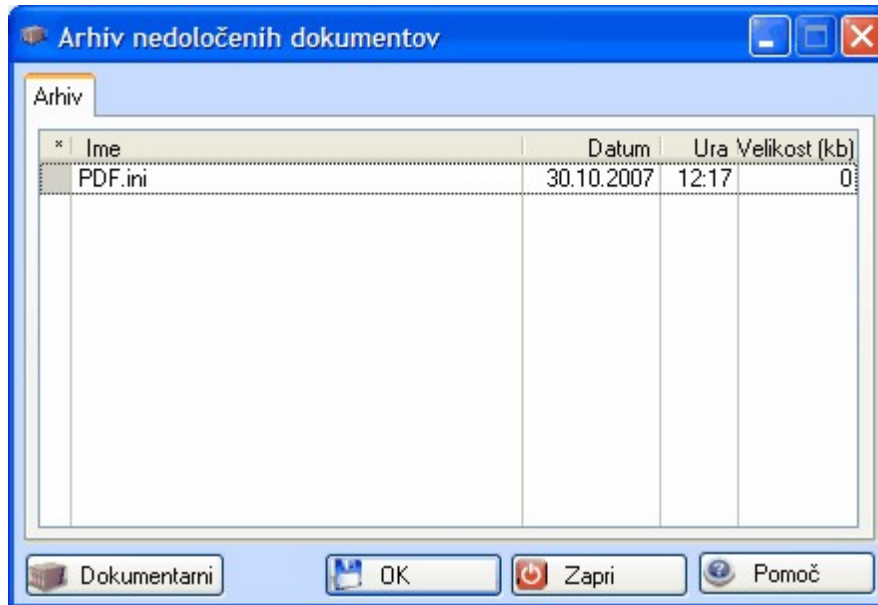 Arhiv nedoločenih dokumentov
Arhiv
* Ime Datum Ura Velikost (kb)
PDF.ini 30.10.2007 12:17 0
Dokumentarni OK Zapri Pomoč